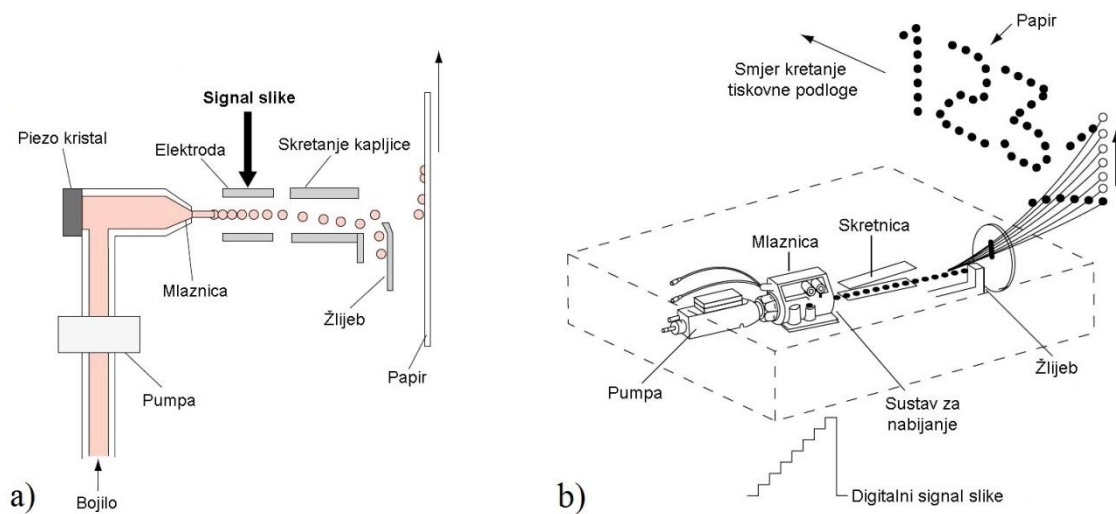 Signal slike
Piezo kristal
Elektroda
Skretanje kapljice
Mlaznica
Žlijeb
Papir
Pumpa
Bojilo
a)
Papir
Smjer kretanje
tiskovne podloge
Skretnica
Mlaznica
Pumpa
Žlijeb
Sustav za
nabijanje
Digitalni signal slike
b)